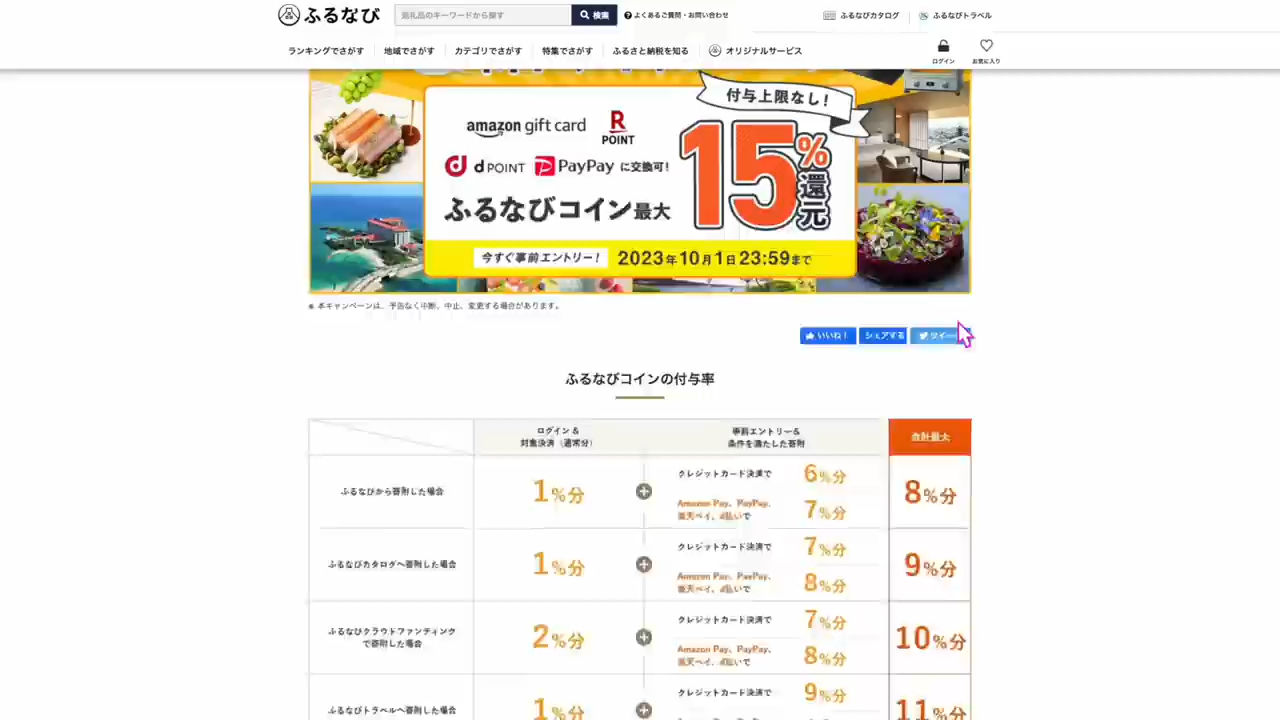 ふるなび
返礼品のキーワードから探す
検索
よくあるご質問・お問い合わせ
ふるなびカタログ
ふるなびトラベル
ランキングでさがす
地域でさがす
カテゴリでさがす
特集でさがす
ふるさと納税を知る
オリジナルサービス
ログイン
お気に入り
付与上限なし!
amazon gift card
R
POINT
d POINT
PayPay に交換可!
ふるなびコイン最大
15%還元
今すぐ事前エントリー!
2023年10月1日23:59まで
※ 本キャンペーンは、予告なく中断、中止、変更する場合があります。
いいね!
シェアする
ツイー
ふるなびコインの付与率
ログイン &
対象決済(通常分)
事前エントリー&
条件を満たした寄附
合計最大
ふるなびから寄附した場合
1%分
クレジットカード決済で
6%分
Amazon Pay、PayPay、
楽天ペイ、d払いで
7%分
8%分
ふるなびカタログへ寄附した場合
1%分
クレジットカード決済で
7%分
Amazon Pay、PayPay、
楽天ペイ、d払いで
8%分
9%分
ふるなびクラウドファンディング
で寄附した場合
2%分
クレジットカード決済で
7%分
Amazon Pay、PayPay、
楽天ペイ、d払いで
8%分
10%分
ふるなびトラベルへ寄附した場合
1%分
クレジットカード決済で
9%分
11%分